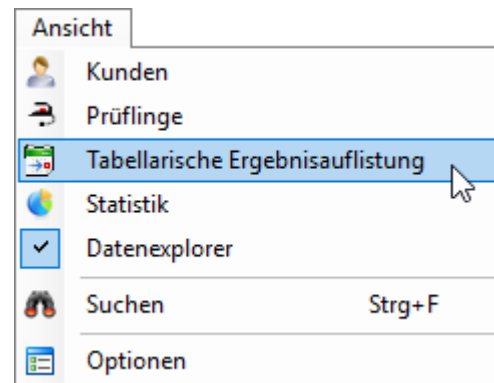 Ansicht
Kunden
Prüflinge
Tabellarische Ergebnisauflistung
Statistik
Datenexplorer
Suchen Strg+F
Optionen